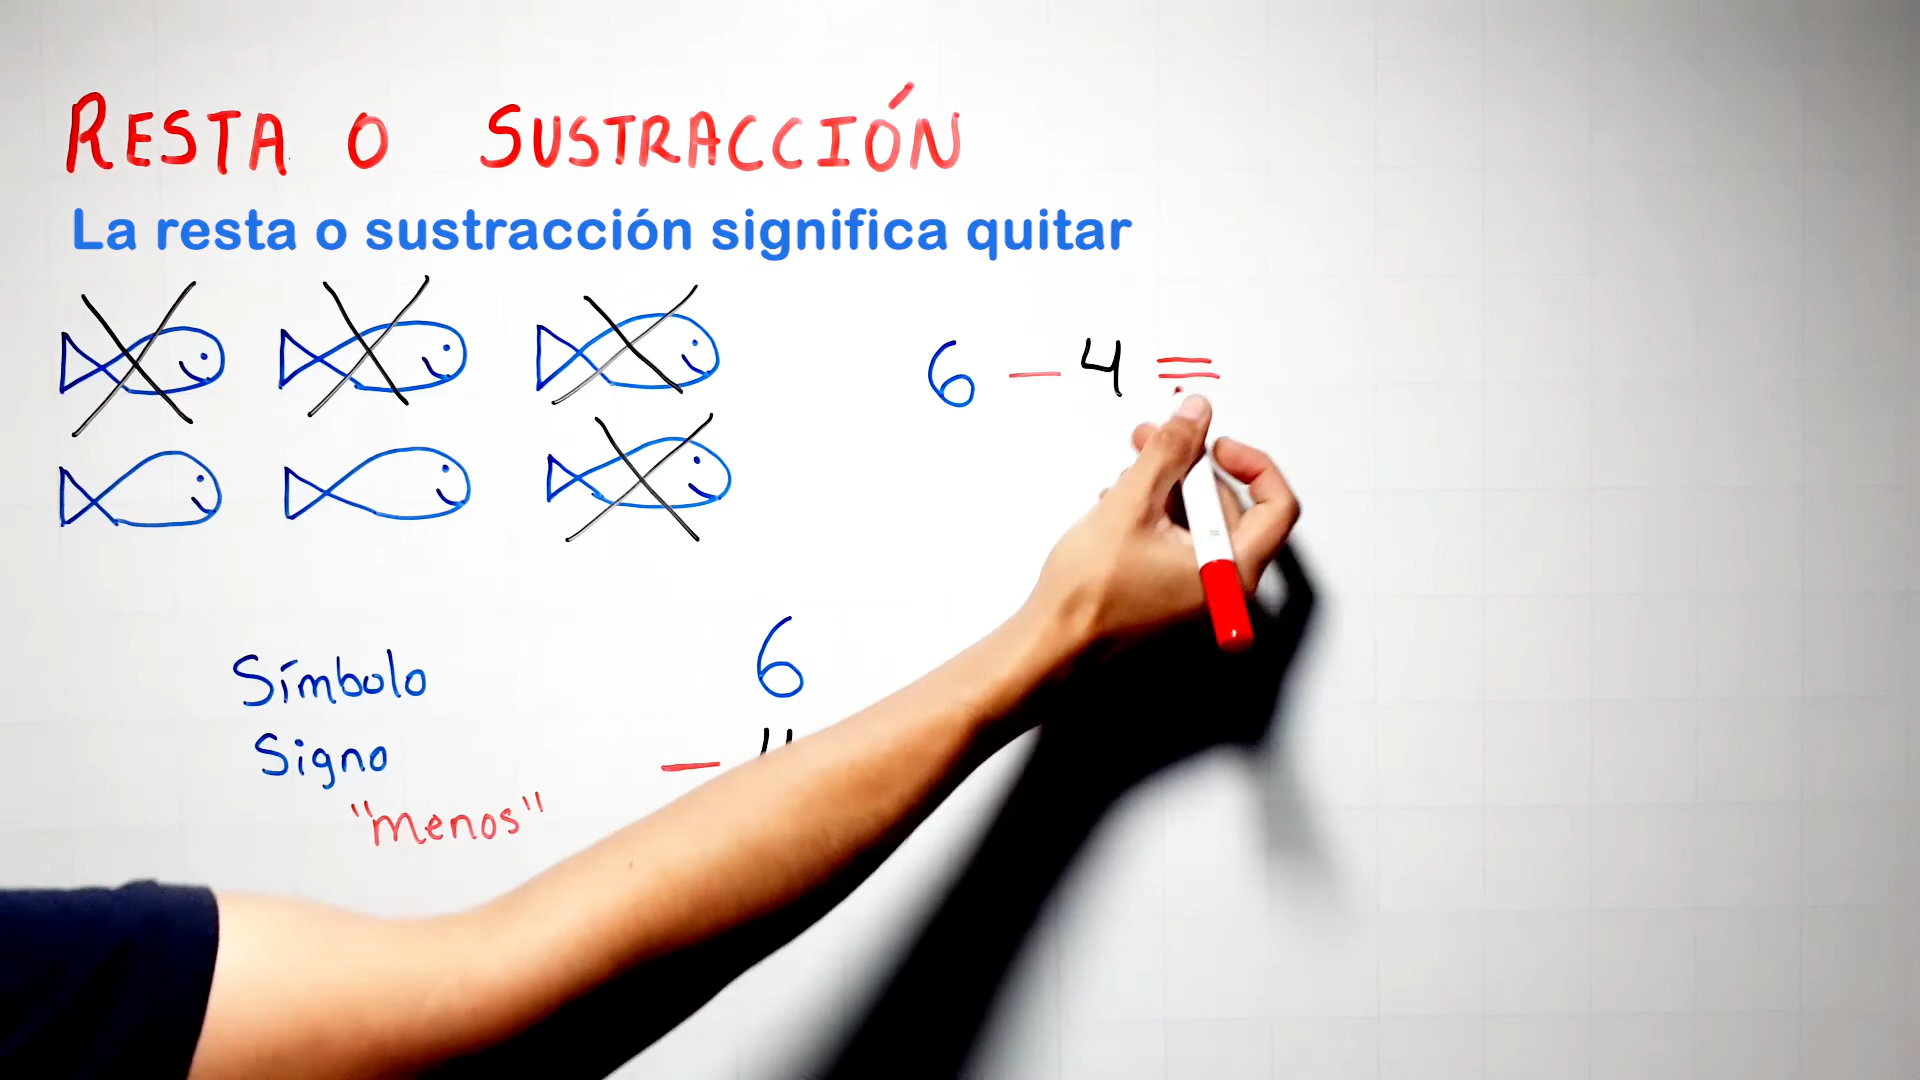 RESTA O SUSTRACCIÓN
La resta o sustracción significa quitar
6 – 4 =
Símbolo
Signo
"menos"
6
–